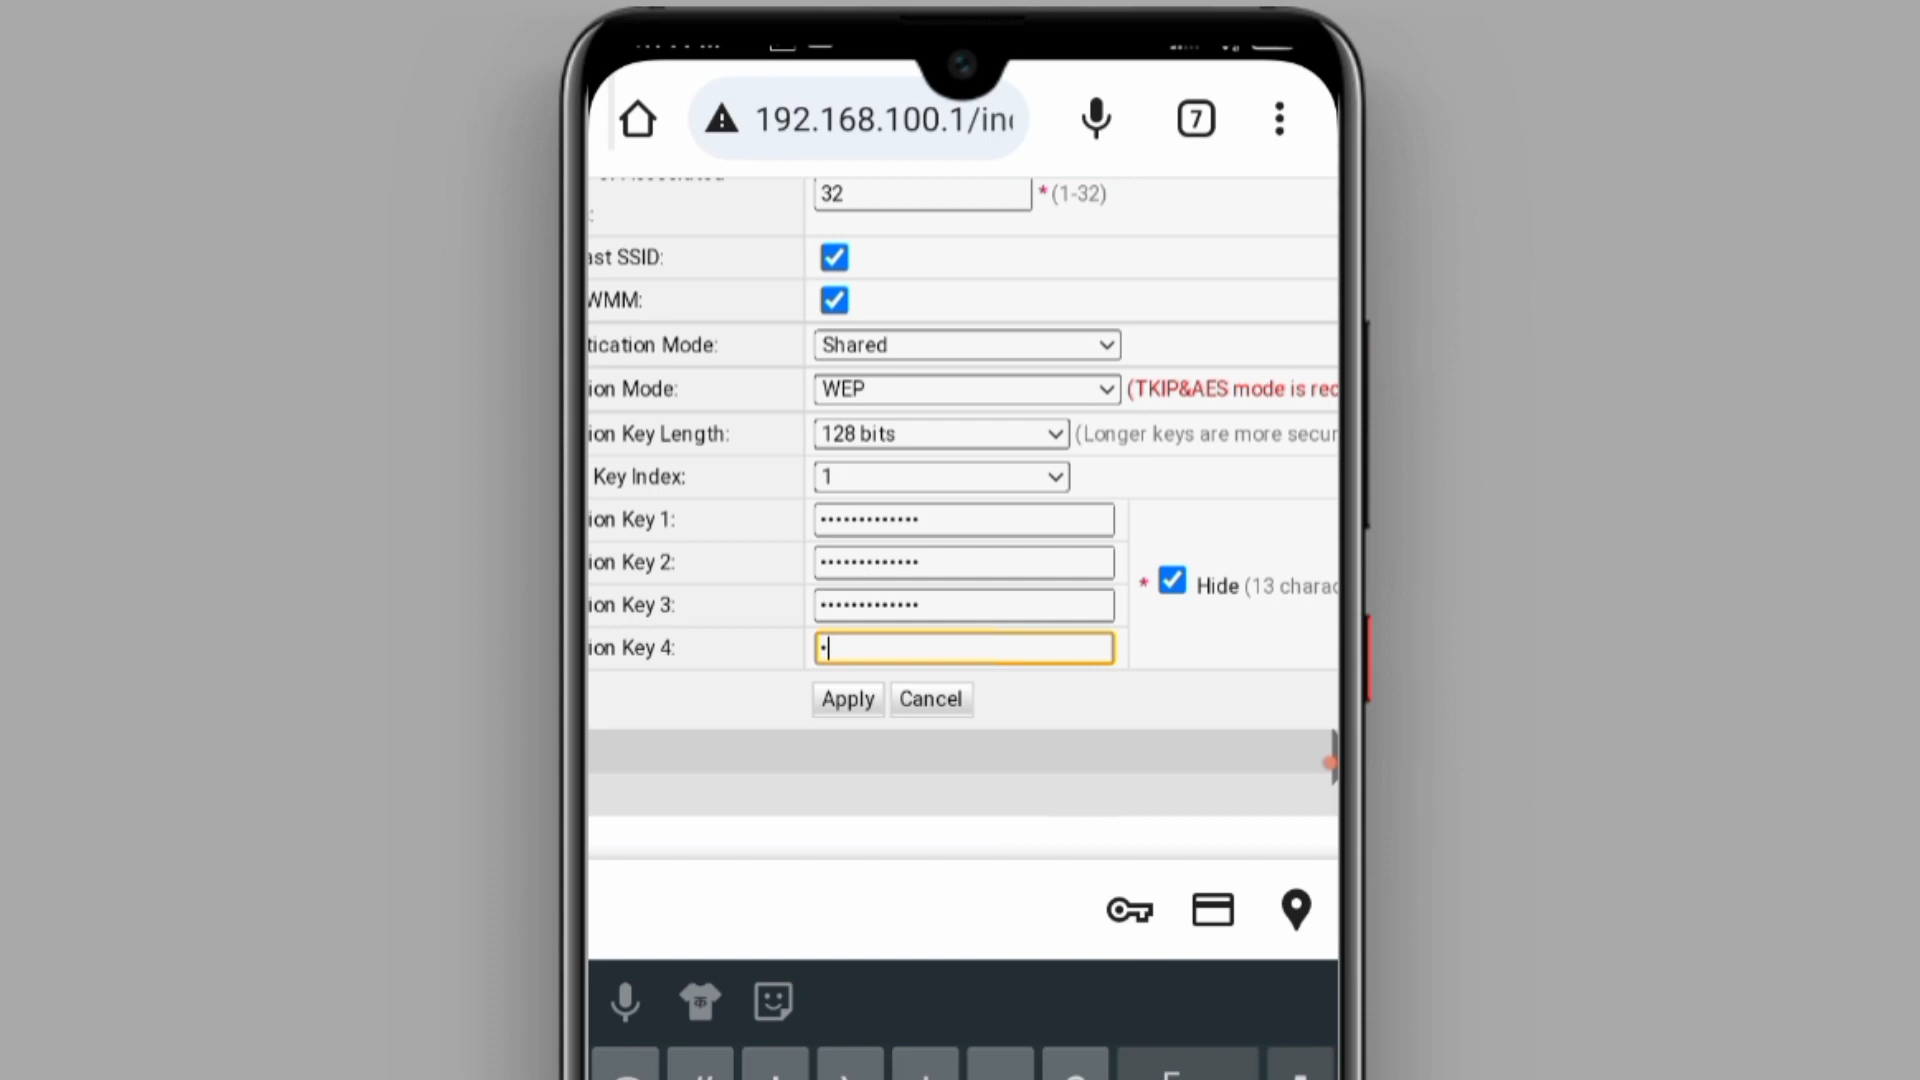 192.168.100.1/in
7
32 * (1-32)
:
ast SSID:
WMM:
tication Mode: Shared
ion Mode: WEP (TKIP&AES mode is rec
ion Key Length: 128 bits (Longer keys are more secur
Key Index: 1
ion Key 1: •••••••••••••
ion Key 2: •••••••••••••
ion Key 3: •••••••••••••
* Hide (13 charac
ion Key 4: •
Apply Cancel
क